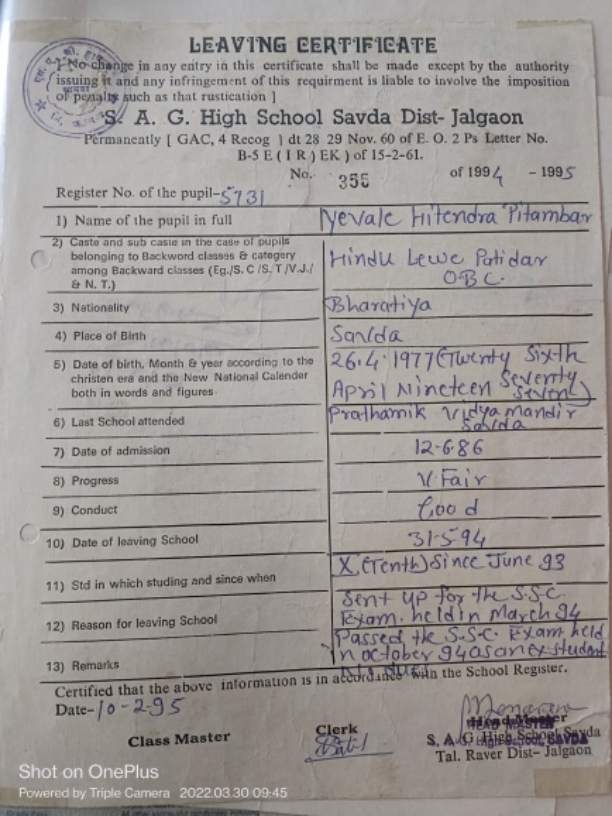 LEAVING CERTIFICATE
[ No change in any entry in this certificate shall be made except by the authority
issuing it and any infringement of this requirment is liable to involve the imposition
of penalty such as that rustication ]
S. A. G. High School Savda Dist- Jalgaon
Permanently [ GAC, 4 Recog ] dt 28 29 Nov. 60 of E. O. 2 Ps Letter No.
B-5 E ( I R ) EK ) of 15-2-61.
No. 355 of 1994 - 1995
Register No. of the pupil-5731
1) Name of the pupil in full Yevale Hitendra Pitambar
2) Caste and sub caste in the case of pupils
belonging to Backword classes & category
among Backward classes (Eg./S. C /S. T /V.J./
& N. T.)
Hindu Lewe Patidar
OBC.
3) Nationality Bharatiya
4) Place of Birth Savda
5) Date of birth, Month & year according to the
christen era and the New National Calender
both in words and figures
26.4.1977 (Twenty Sixth
April Nineteen Seventy
Seven)
6) Last School attended Prathamik Vidyamandir
Savda
7) Date of admission 12.6.86
8) Progress V. Fair
9) Conduct Good
10) Date of leaving School 31.5.94
11) Std in which studing and since when X (Tenth) Since June 93
12) Reason for leaving School Sent up for the S.S.C.
Exam. held in March 94
13) Remarks Passed the S.S.C. Exam held
in october 94 as an ex student
Certified that the above information is in accordance with the School Register.
Date-10-2-95
Class Master
Clerk
Head Master
HEAD MASTER
S. A. G. High School, Savda
Tal. Raver Dist- Jalgaon
Shot on OnePlus
Powered by Triple Camera 2022.03.30 09:45